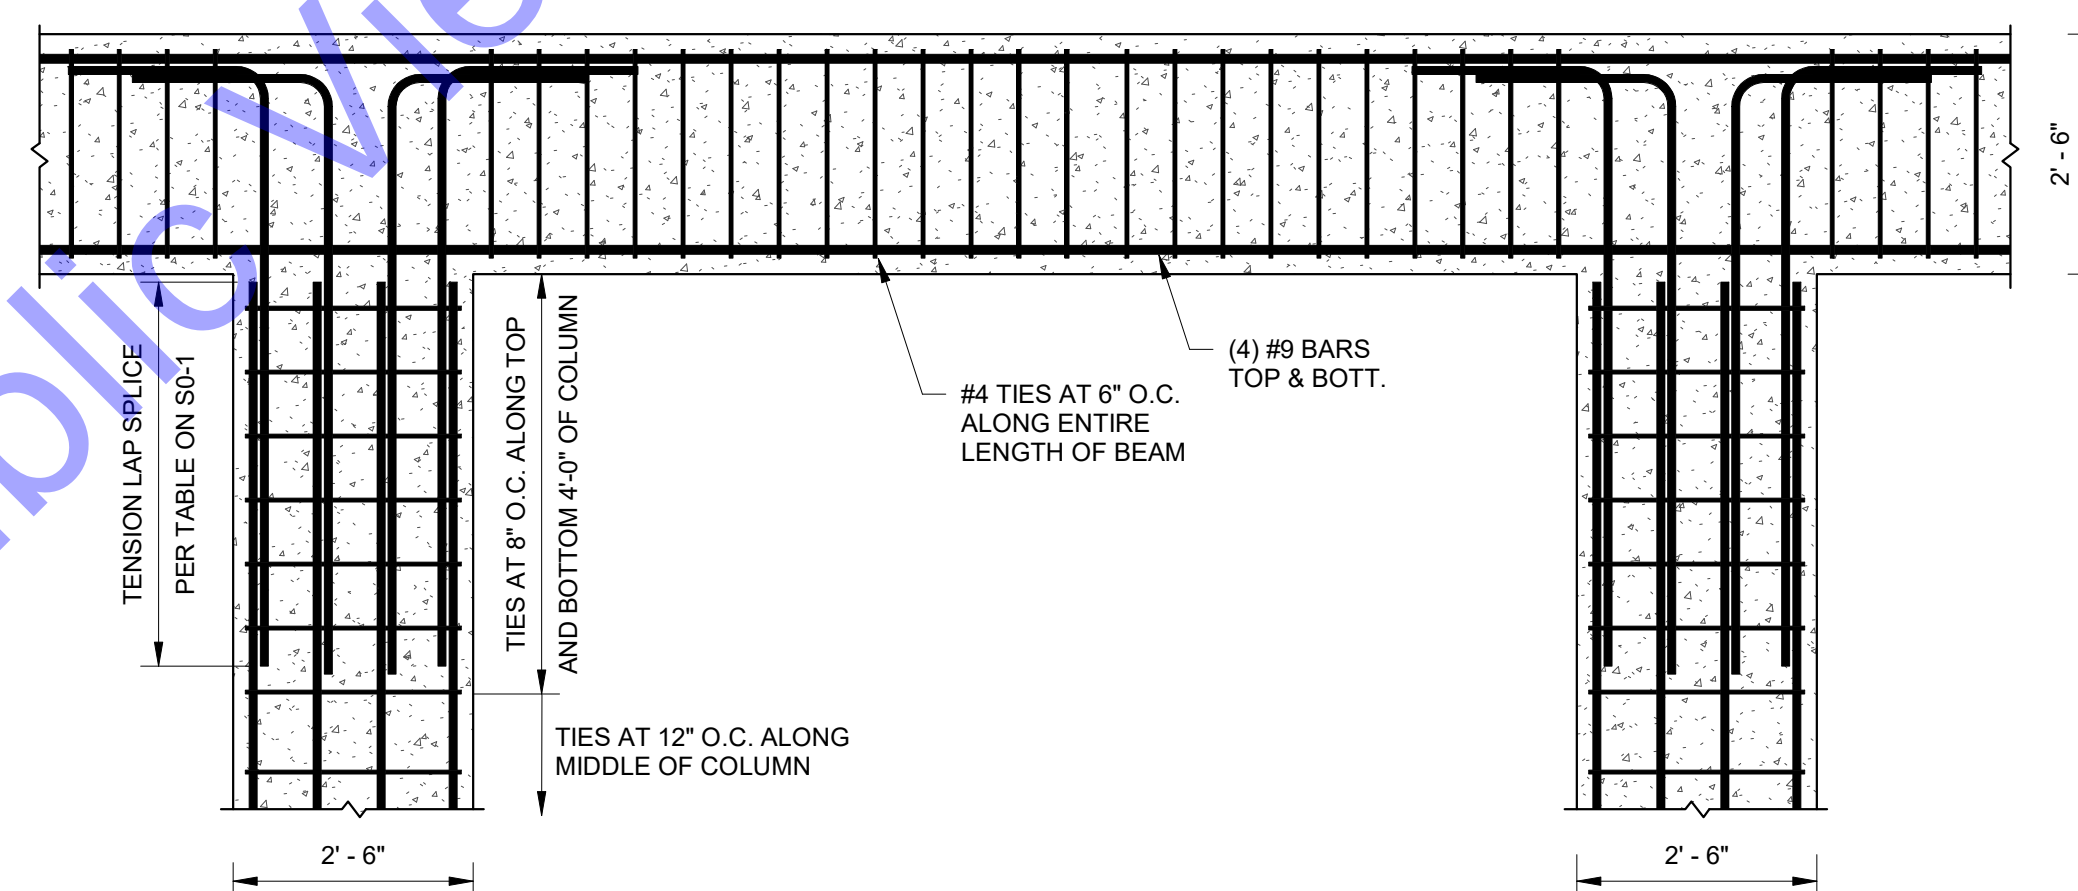 2' - 6"
TENSION LAP SPLICE
PER TABLE ON S0-1
TIES AT 8" O.C. ALONG TOP
AND BOTTOM 4'-0" OF COLUMN
#4 TIES AT 6" O.C.
ALONG ENTIRE
LENGTH OF BEAM
(4) #9 BARS
TOP & BOTT.
TIES AT 12" O.C. ALONG
MIDDLE OF COLUMN
2' - 6"
2' - 6"